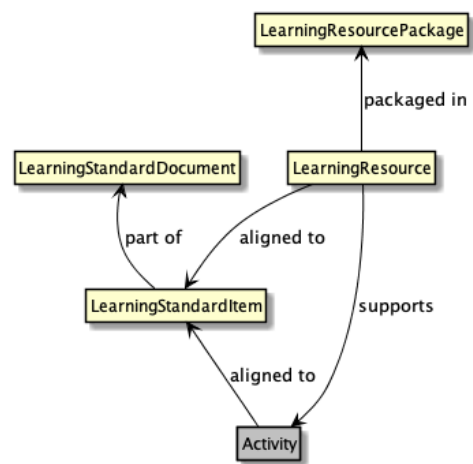 LearningResourcePackage
packaged in
LearningStandardDocument
LearningResource
part of
aligned to
LearningStandardItem
supports
aligned to
Activity